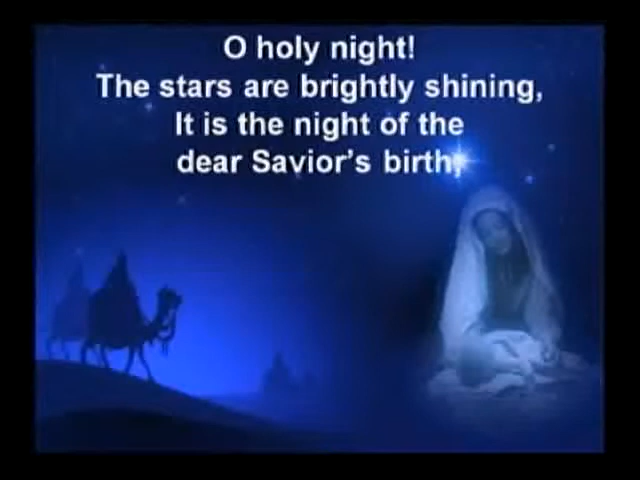 O holy night!
The stars are brightly shining,
It is the night of the
dear Savior's birth;